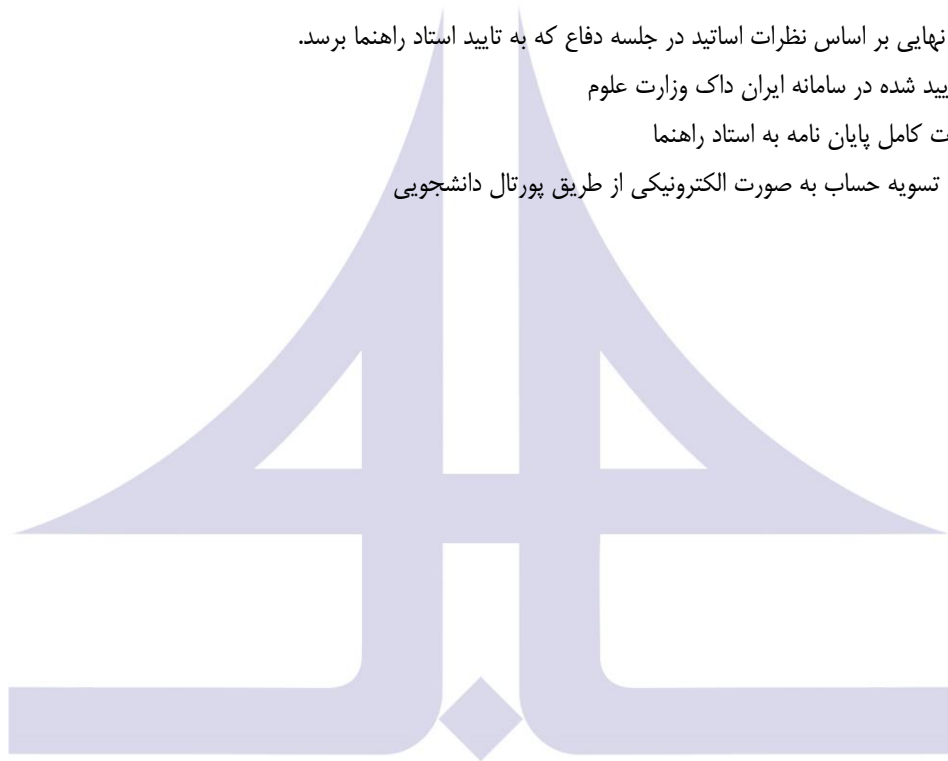 نهایی بر اساس نظرات اساتید در جلسه دفاع که به تایید استاد راهنما برسد.
یید شده در سامانه ایران داک وزارت علوم
ت کامل پایان نامه به استاد راهنما
تسویه حساب به صورت الکترونیکی از طریق پورتال دانشجویی